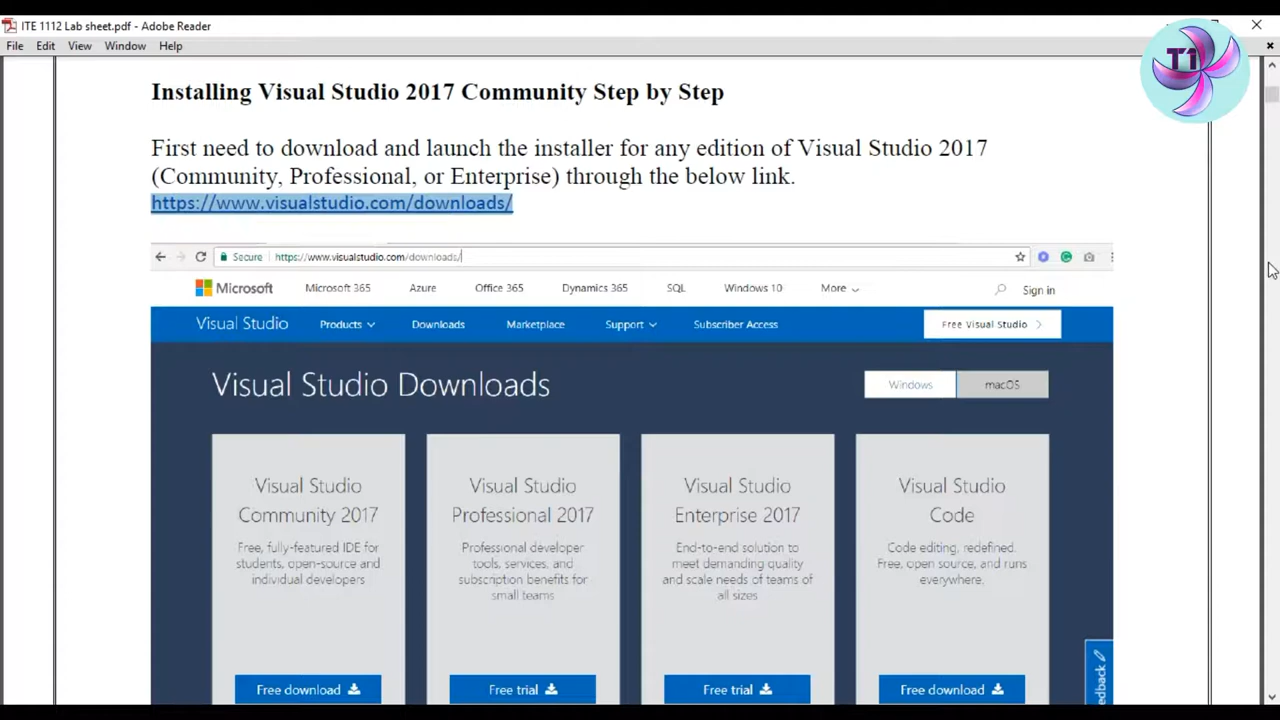 ITE 1112 Lab sheet.pdf - Adobe Reader
File Edit View Window Help
T1
Installing Visual Studio 2017 Community Step by Step
First need to download and launch the installer for any edition of Visual Studio 2017
(Community, Professional, or Enterprise) through the below link.
https://www.visualstudio.com/downloads/
Secure https://www.visualstudio.com/downloads/
Microsoft Microsoft 365 Azure Office 365 Dynamics 365 SQL Windows 10 More Sign in
Visual Studio Products Downloads Marketplace Support Subscriber Access Free Visual Studio
Visual Studio Downloads Windows macOS
Visual Studio
Community 2017
Free, fully-featured IDE for
students, open-source and
individual developers
Free download
Visual Studio
Professional 2017
Professional developer
tools, services, and
subscription benefits for
small teams
Free trial
Visual Studio
Enterprise 2017
End-to-end solution to
meet demanding quality
and scale needs of teams of
all sizes
Free trial
Visual Studio
Code
Code editing, redefined.
Free, open source, and runs
everywhere.
Free download